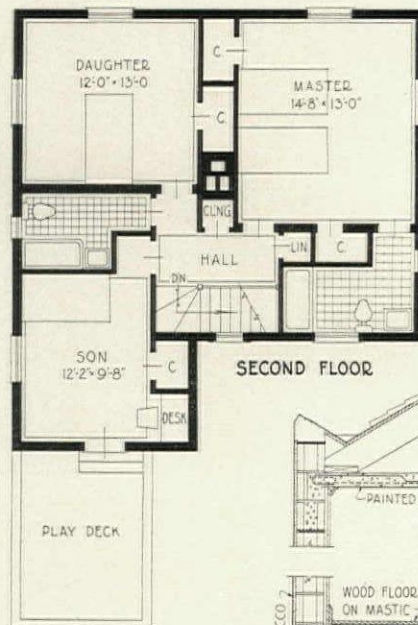 DAUGHTER
12'-0" × 13'-0
C
C
MASTER
14'-8" × 13'-0"
CLNG
HALL
LIN
C
DN
SON
12'-2" × 9'-8"
C
DESK
SECOND FLOOR
PLAY DECK
PAINTED
WOOD FLOOR
ON MASTIC